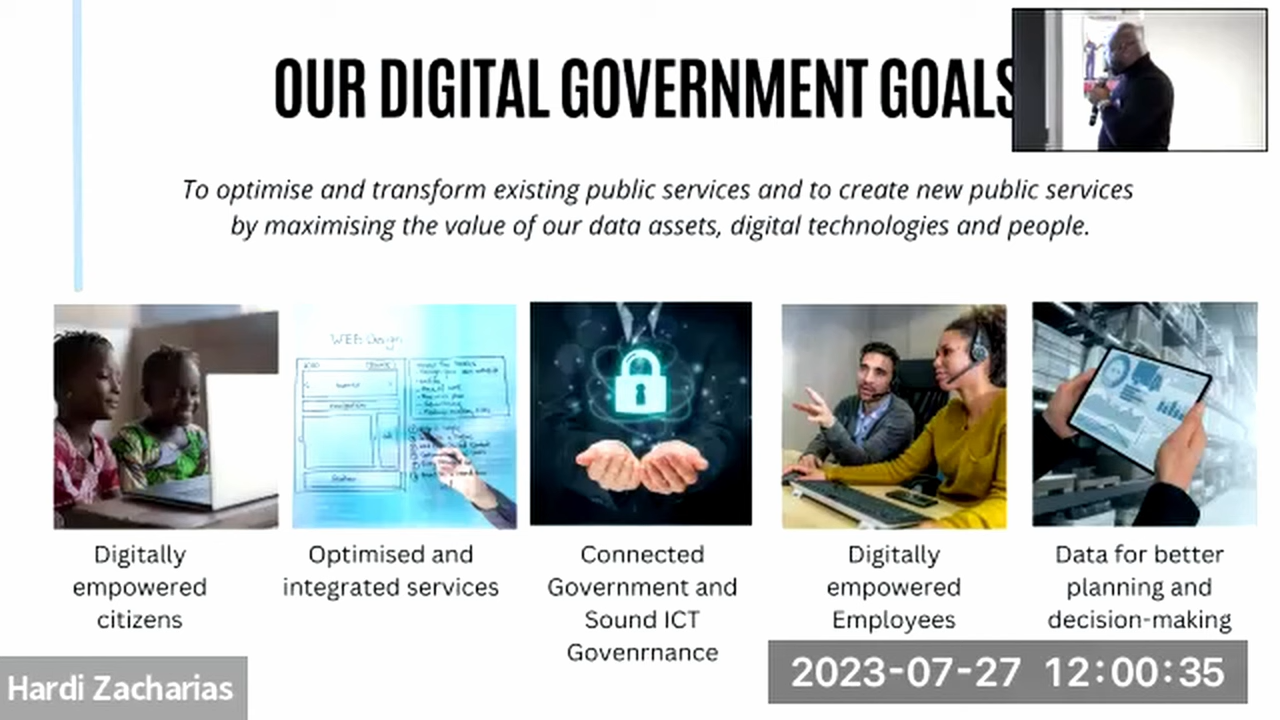 OUR DIGITAL GOVERNMENT GOALS
To optimise and transform existing public services and to create new public services
by maximising the value of our data assets, digital technologies and people.
WEB Design
Digitally
empowered
citizens
Optimised and
integrated services
Connected
Government and
Sound ICT
Govenrnance
Digitally
empowered
Employees
Data for better
planning and
decision-making
Hardi Zacharias
2023-07-27 12:00:35